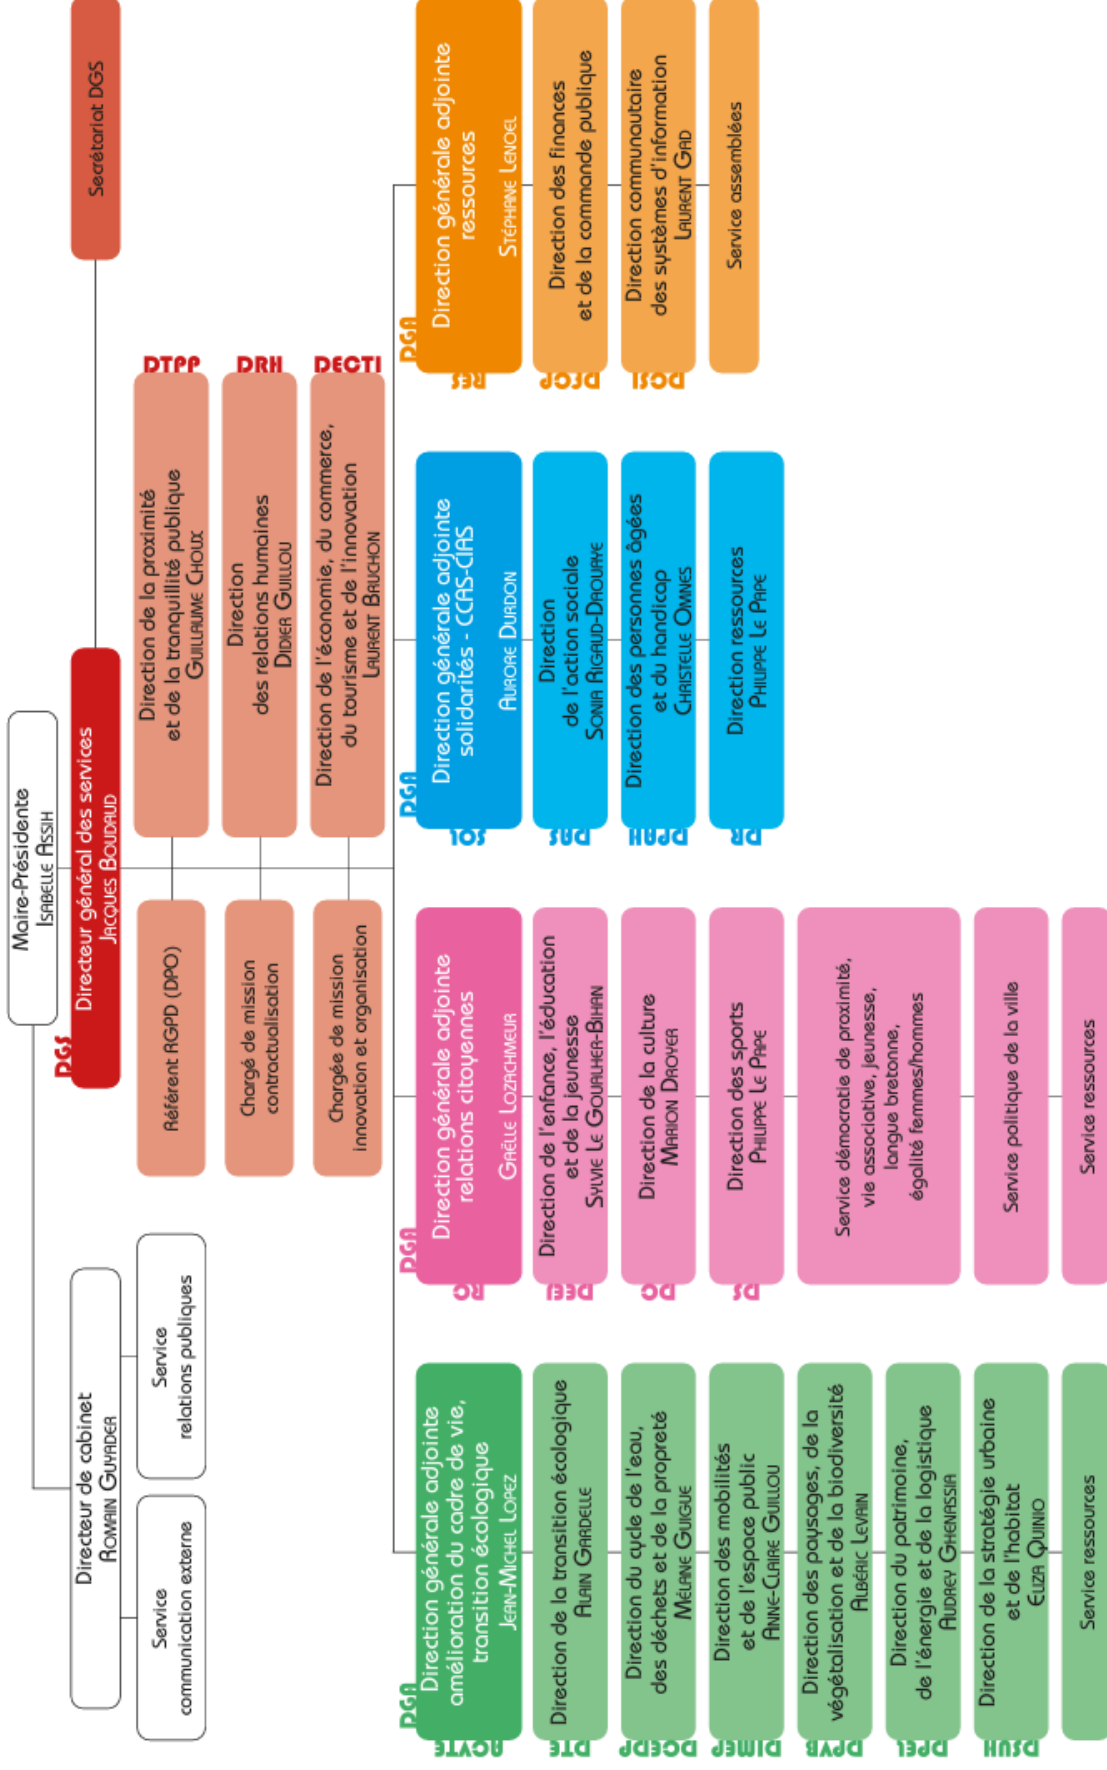 Maire-Présidente
Isabelle Assih
Directeur de cabinet
Romain Guyader
Service
communication externe
Service
relations publiques
DGS
Directeur général des services
Jacques Boudaud
Secrétariat DGS
Référent RGPD (DPO)
Direction de la proximité
et de la tranquillité publique
Guillaume Choux
DTPP
Chargé de mission
contractualisation
Direction
des relations humaines
Didier Guillou
DRH
Chargée de mission
innovation et organisation
Direction de l'économie, du commerce,
du tourisme et de l'innovation
Laurent Bruchon
DECTI
DGA
ACVTE
Direction générale adjointe
amélioration du cadre de vie,
transition écologique
Jean-Michel Lopez
DTE
Direction de la transition écologique
Alain Gardelle
DCEDP
Direction du cycle de l'eau,
des déchets et de la propreté
Mélane Guigue
DIMEP
Direction des mobilités
et de l'espace public
Anne-Claire Guillou
DPVB
Direction des paysages, de la
végétalisation et de la biodiversité
Albéric Levain
DPEL
Direction du patrimoine,
de l'énergie et de la logistique
Audrey Ghenassia
DSUH
Direction de la stratégie urbaine
et de l'habitat
Eliza Quinio
Service ressources
DGA
RC
Direction générale adjointe
relations citoyennes
Gaëlle Lozachmeur
DEEJ
Direction de l'enfance, l'éducation
et de la jeunesse
Sylvie Le Goualher-Bihan
DC
Direction de la culture
Marion Droyer
DS
Direction des sports
Philippe Le Pape
Service démocratie de proximité,
vie associative, jeunesse,
langue bretonne,
égalité femmes/hommes
Service politique de la ville
Service ressources
DGA
SOL
Direction générale adjointe
solidarités - CCAS-CIAS
Aurore Durdon
DAS
Direction
de l'action sociale
Sonia Rigaud-Draouaye
DPAH
Direction des personnes âgées
et du handicap
Christelle Omnes
DR
Direction ressources
Philippe Le Pape
DGA
RES
Direction générale adjointe
ressources
Stéphane Lenoel
DFCP
Direction des finances
et de la commande publique
DCSI
Direction communautaire
des systèmes d'information
Laurent Gad
Service assemblées